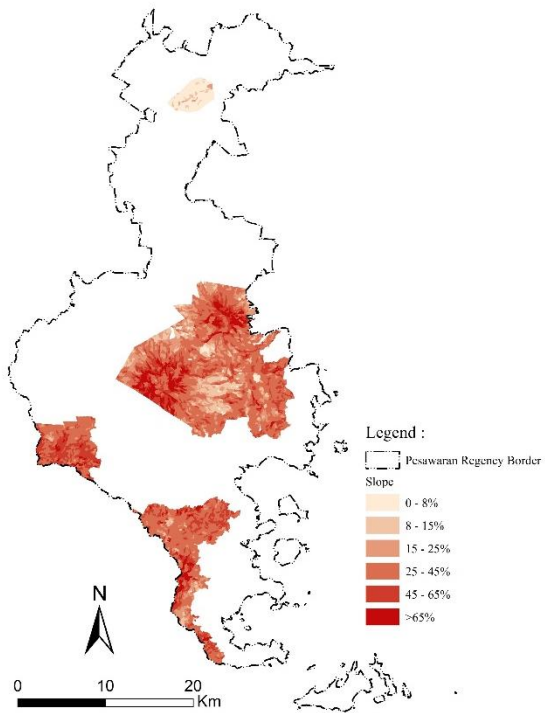 Legend :
Pesawaran Regency Border
Slope
0 - 8%
8 - 15%
15 - 25%
25 - 45%
45 - 65%
>65%
N
0 10 20
Km